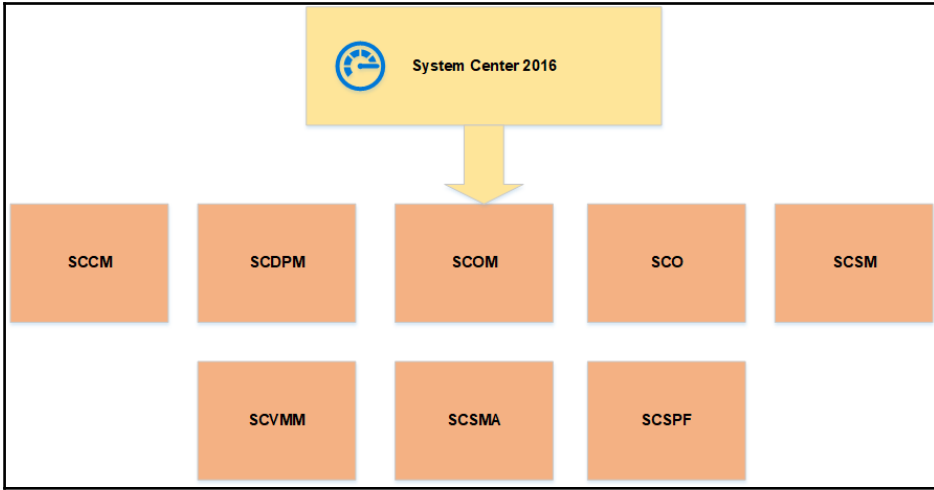 System Center 2016
SCCM
SCDPM
SCOM
SCO
SCSM
SCVMM
SCSMA
SCSPF